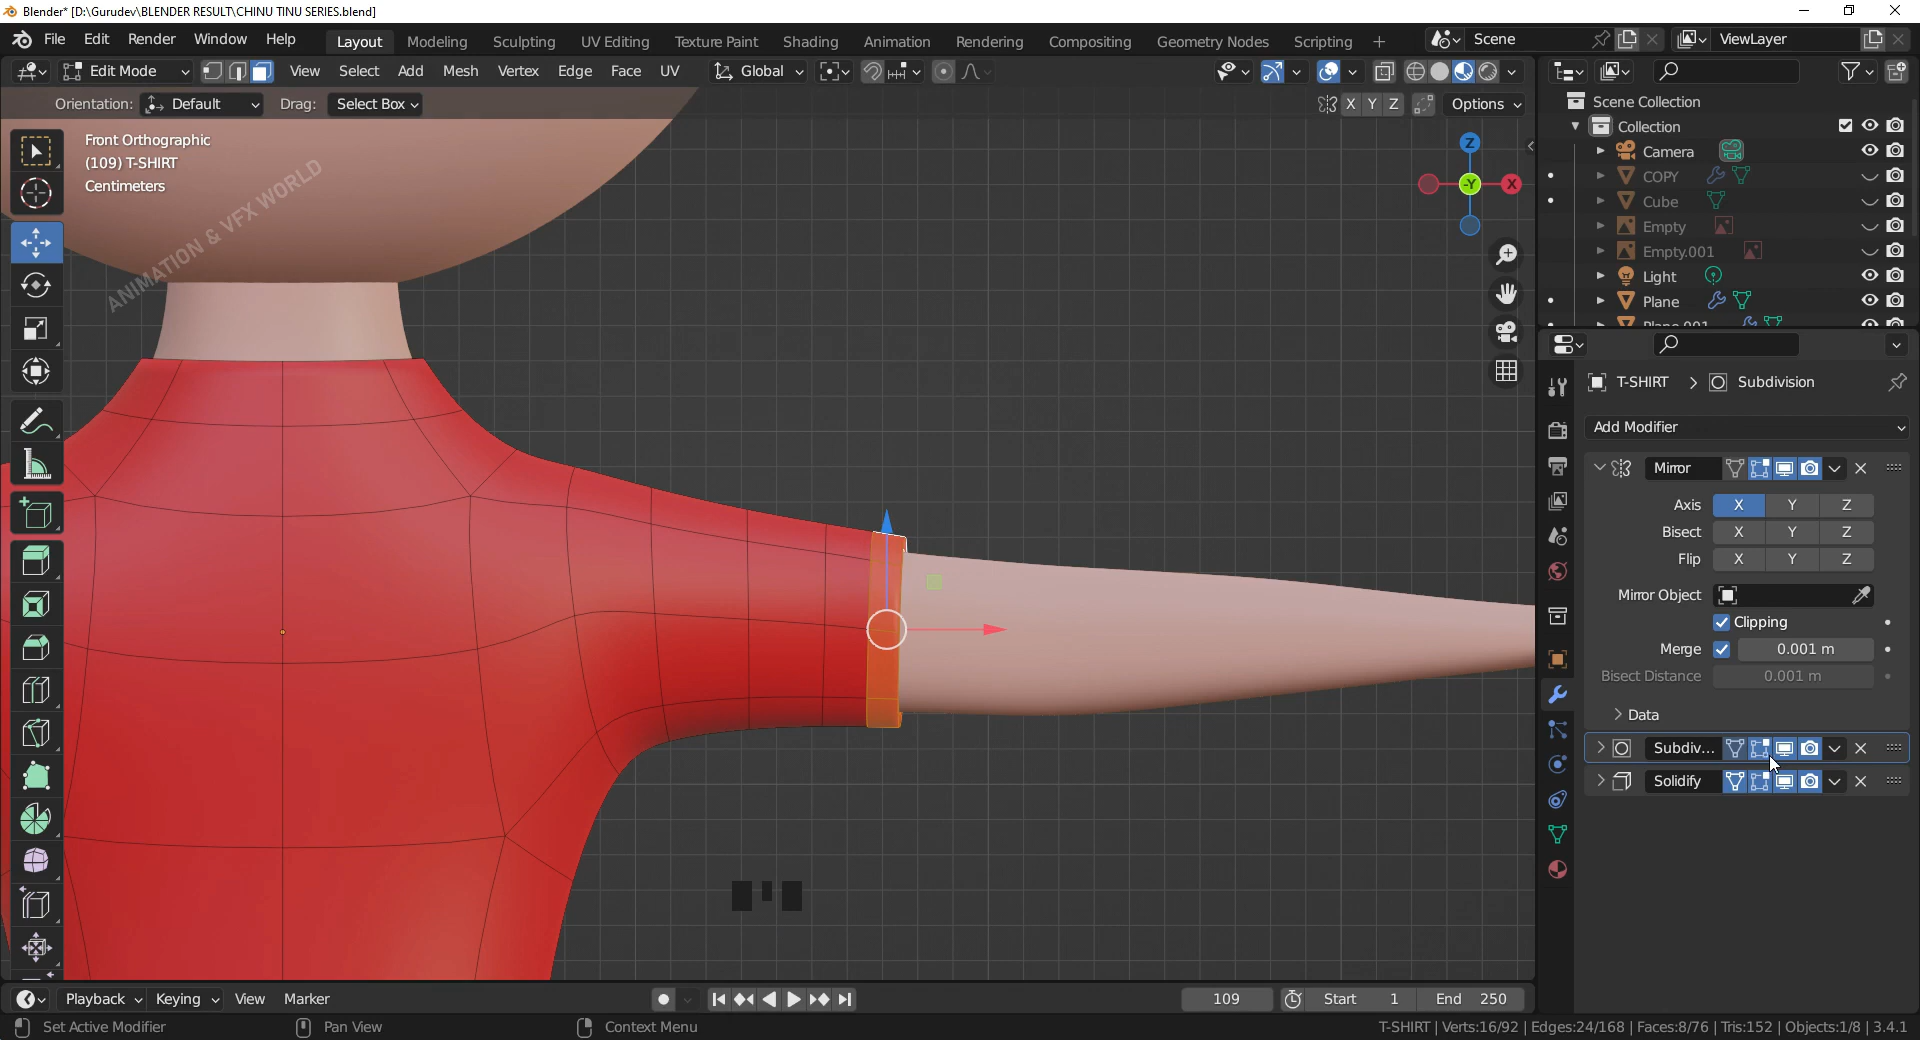 Blender* [D:\Gurudev\BLENDER RESULT\CHINU TINU SERIES.blend]
File Edit Render Window Help Layout Modeling Sculpting UV Editing Texture Paint Shading Animation Rendering Compositing Geometry Nodes Scripting + Scene ViewLayer
Edit Mode View Select Add Mesh Vertex Edge Face UV Global
Orientation: Default Drag: Select Box X Y Z Options
Front Orthographic
(109) T-SHIRT
Centimeters
ANIMATION & VFX WORLD
Z
-Y X
Scene Collection
Collection
Camera
COPY
Cube
Empty
Empty.001
Light
Plane
Plane.001
T-SHIRT > Subdivision
Add Modifier
Mirror
Axis X Y Z
Bisect X Y Z
Flip X Y Z
Mirror Object
Clipping
Merge 0.001 m
Bisect Distance 0.001 m
Data
Subdiv...
Solidify
Playback Keying View Marker 109 Start 1 End 250
Set Active Modifier Pan View Context Menu T-SHIRT | Verts:16/92 | Edges:24/168 | Faces:8/76 | Tris:152 | Objects:1/8 | 3.4.1